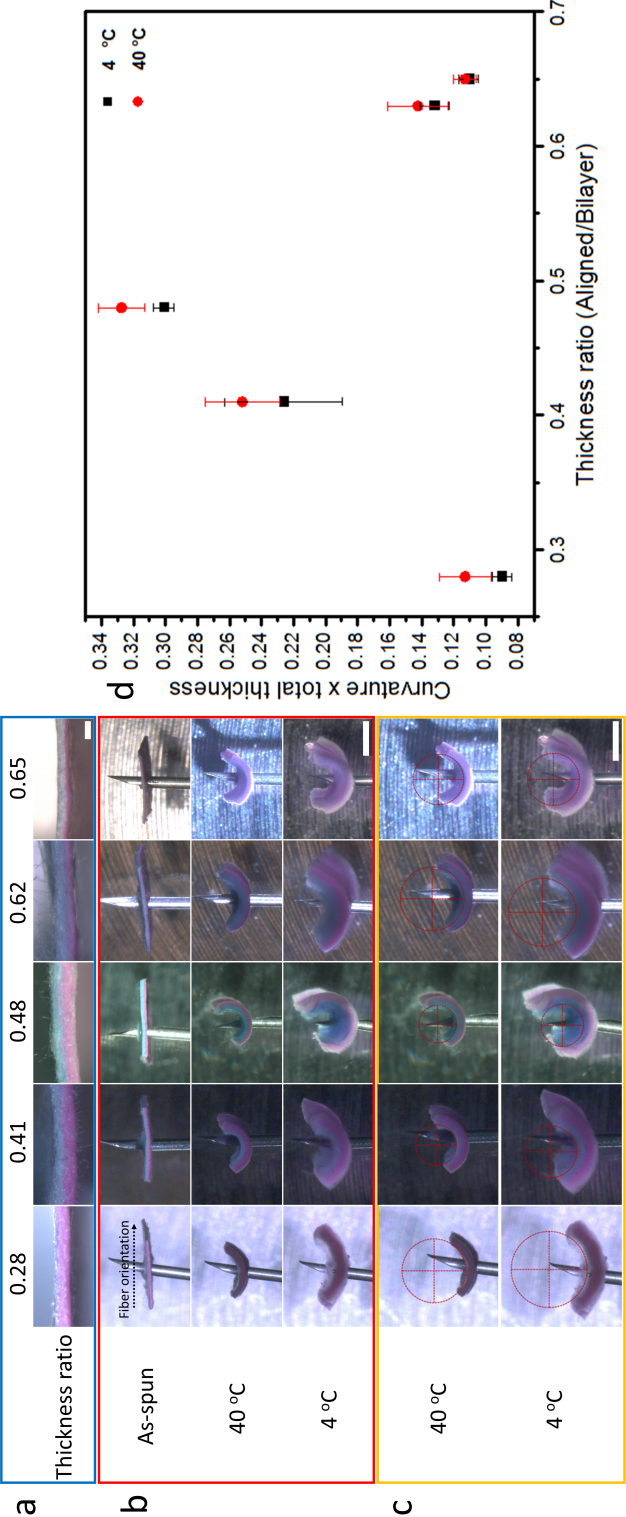 a
Thickness ratio
0.28
0.41
0.48
0.62
0.65
b
As-spun
Fiber orientation
40 °C
4 °C
c
40 °C
4 °C
d
4 °C
40 °C
Curvature x total thickness
0.34
0.32
0.30
0.28
0.26
0.24
0.22
0.20
0.18
0.16
0.14
0.12
0.10
0.08
0.3
0.4
0.5
0.6
0.7
Thickness ratio (Aligned/Bilayer)